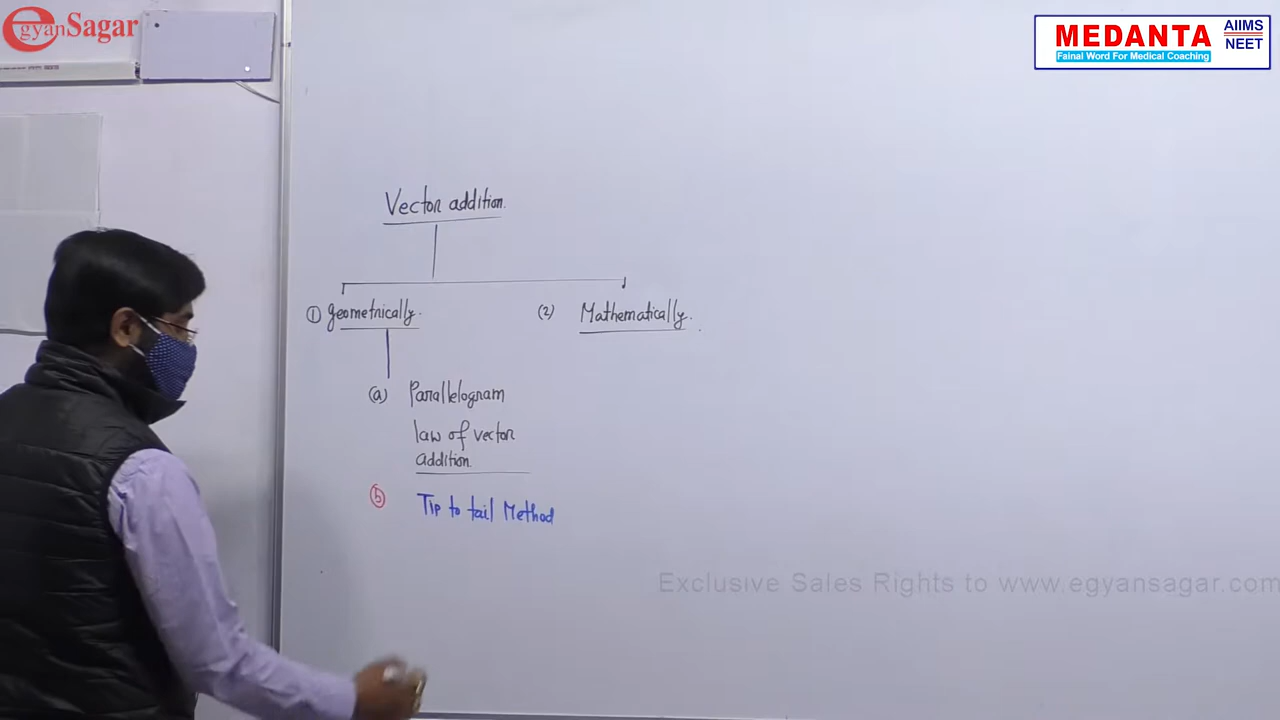 egyanSagar
MEDANTA
AIIMS
NEET
Fainal Word For Medical Coaching
Vector addition.
① Geometrically.
(2) Mathematically.
(a) Parallelogram
law of vector
addition.
ⓑ Tip to tail Method
Exclusive Sales Rights to www.egyansagar.com